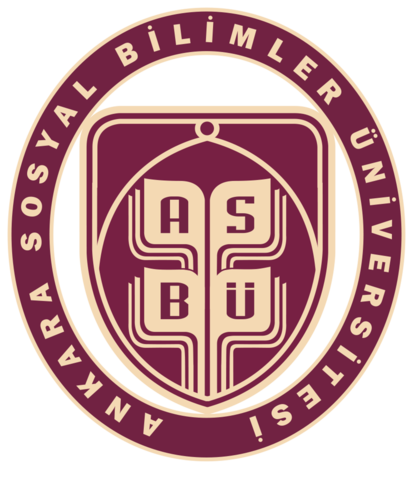 ANKARA SOSYAL BİLİMLER ÜNİVERSİTESİ
AS
BÜ